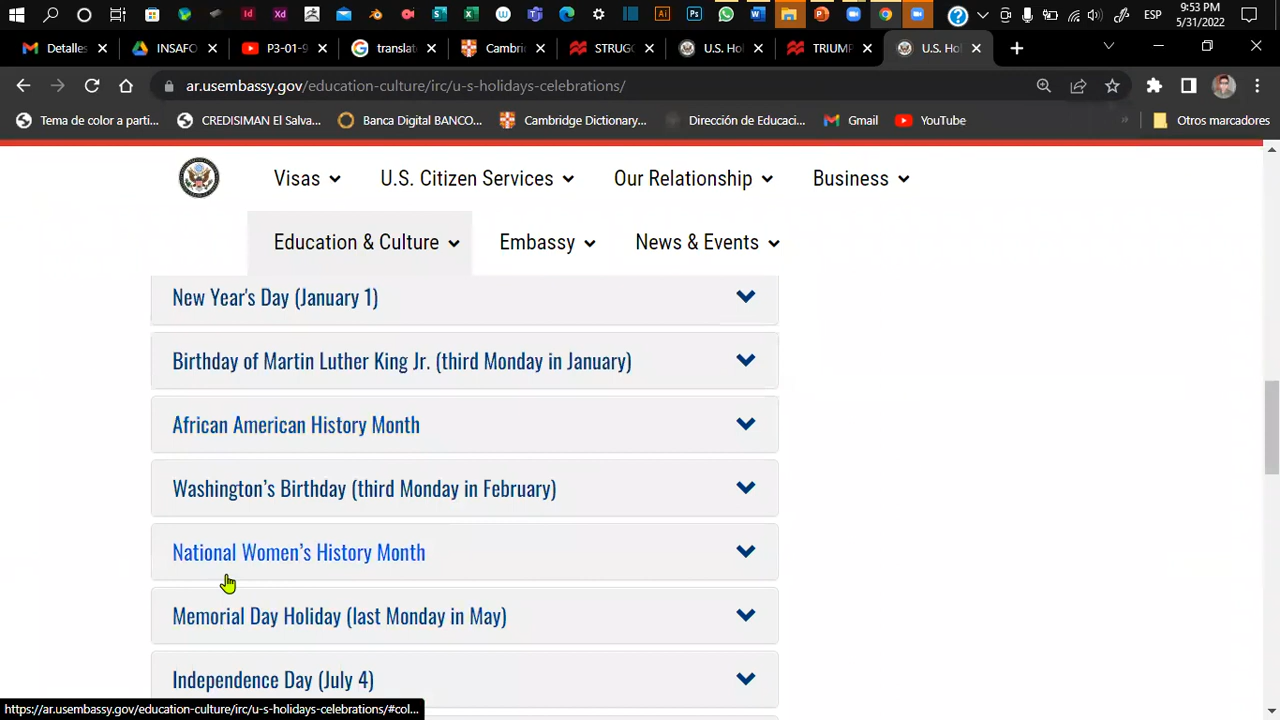 9:53 PM
ESP
5/31/2022
Detalles
INSAFO
P3-01-9
translat
Cambri
STRUGG
U.S. Hol
TRIUMP
U.S. Hol
ar.usembassy.gov/education-culture/irc/u-s-holidays-celebrations/
Tema de color a parti...
CREDISIMAN El Salva...
Banca Digital BANCO...
Cambridge Dictionary...
Dirección de Educaci...
Gmail
YouTube
Otros marcadores
Visas
U.S. Citizen Services
Our Relationship
Business
Education & Culture
Embassy
News & Events
New Year's Day (January 1)
Birthday of Martin Luther King Jr. (third Monday in January)
African American History Month
Washington’s Birthday (third Monday in February)
National Women’s History Month
Memorial Day Holiday (last Monday in May)
Independence Day (July 4)
https://ar.usembassy.gov/education-culture/irc/u-s-holidays-celebrations/#col...